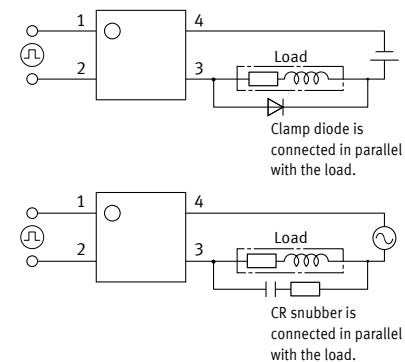 1
4
2
3
Load
Clamp diode is
connected in parallel
with the load.
1
4
2
3
Load
CR snubber is
connected in parallel
with the load.